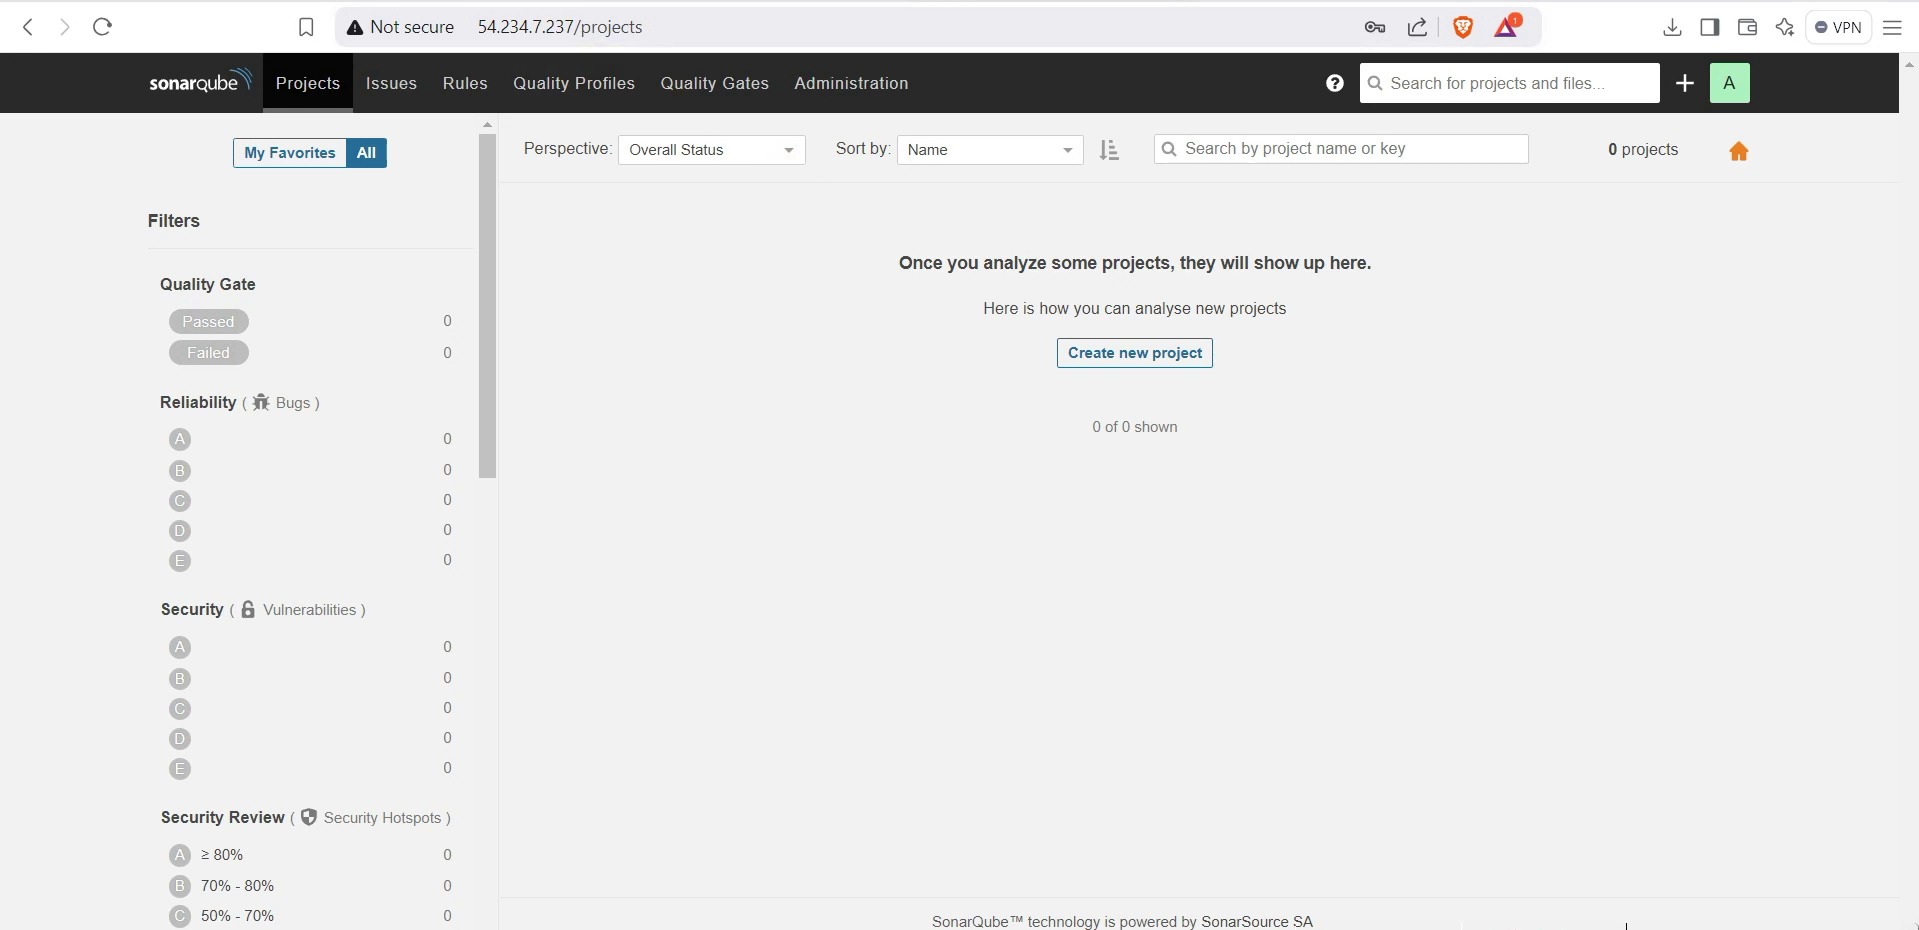 Not secure 54.234.7.237/projects
1
VPN
sonarqube Projects Issues Rules Quality Profiles Quality Gates Administration
? Search for projects and files... A
My Favorites All
Perspective: Overall Status Sort by: Name Search by project name or key 0 projects
Filters
Quality Gate
Passed 0
Failed 0
Reliability ( Bugs )
A 0
B 0
C 0
D 0
E 0
Security ( Vulnerabilities )
A 0
B 0
C 0
D 0
E 0
Security Review ( Security Hotspots )
A ≥ 80% 0
B 70% - 80% 0
C 50% - 70% 0
Once you analyze some projects, they will show up here.
Here is how you can analyse new projects
Create new project
0 of 0 shown
SonarQube™ technology is powered by SonarSource SA